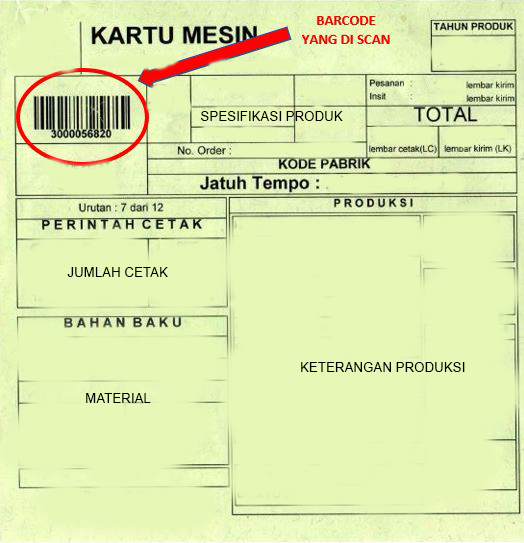 KARTU MESIN
BARCODE
YANG DI SCAN
TAHUN PRODUK
3000056820
SPESIFIKASI PRODUK
Pesanan : lembar kirim
Insit : lembar kirim
TOTAL
lembar cetak(LC) lembar kirim (LK)
No. Order :
KODE PABRIK
Jatuh Tempo :
Urutan : 7 dari 12
PERINTAH CETAK
JUMLAH CETAK
BAHAN BAKU
MATERIAL
PRODUKSI
KETERANGAN PRODUKSI